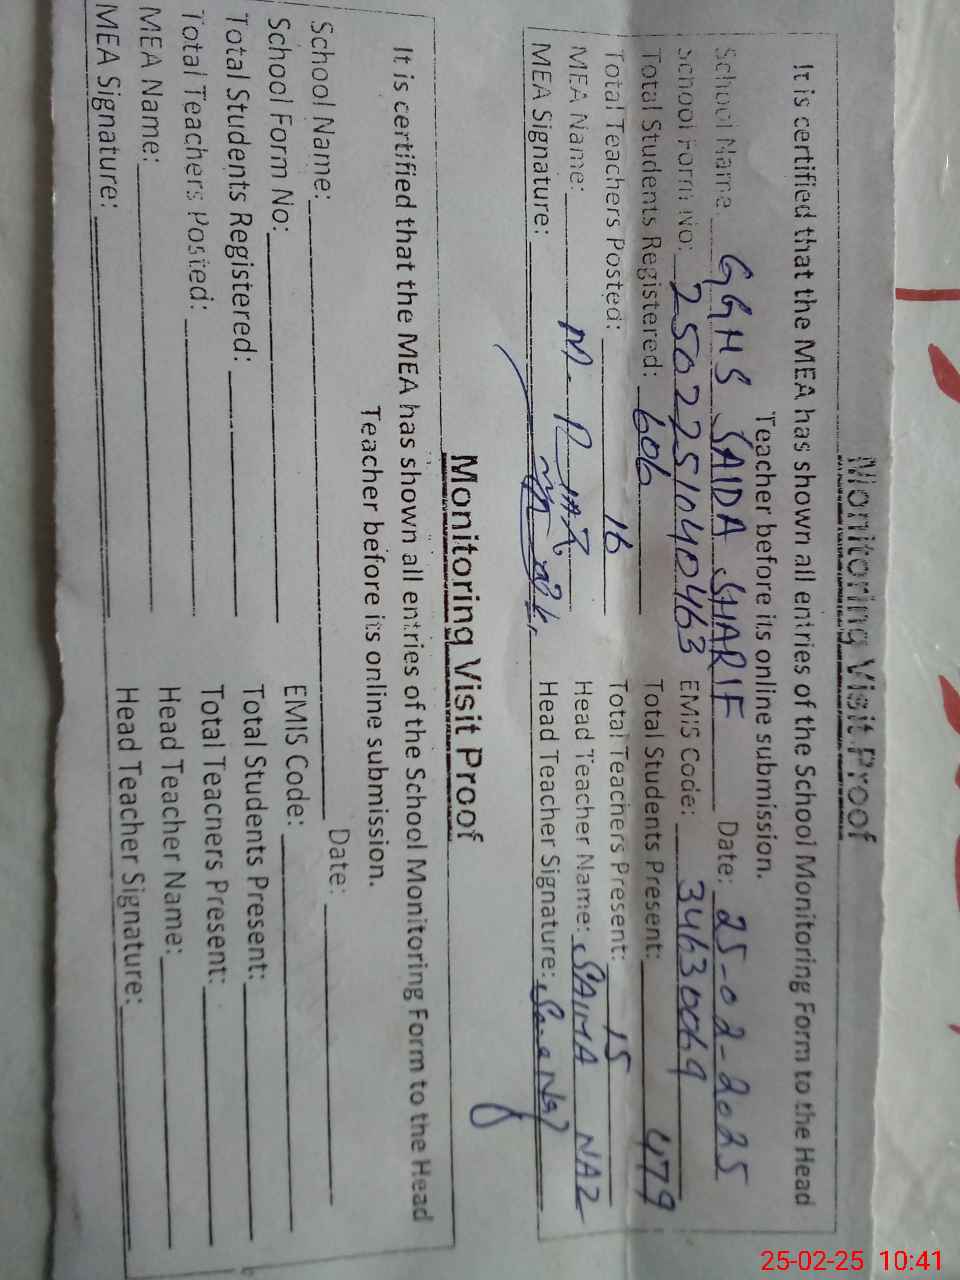 Monitoring Visit Proof
It is certified that the MEA has shown all entries of the School Monitoring Form to the Head
Teacher before its online submission.
School Name: GGHS SAIDA SHARIF Date: 25-02-2025
School Form No: 2502251040463 EMIS Code: 34630069
Total Students Registered: 606 Total Students Present: 479
Total Teachers Posted: 16 Total Teachers Present: 15
MEA Name: M. RIAZ Head Teacher Name: SAIMA NAZ
MEA Signature: Head Teacher Signature:
Monitoring Visit Proof
It is certified that the MEA has shown all entries of the School Monitoring Form to the Head
Teacher before its online submission.
School Name: Date:
School Form No: EMIS Code:
Total Students Registered: Total Students Present:
Total Teachers Posted: Total Teachers Present:
MEA Name: Head Teacher Name:
MEA Signature: Head Teacher Signature:
25-02-25 10:41